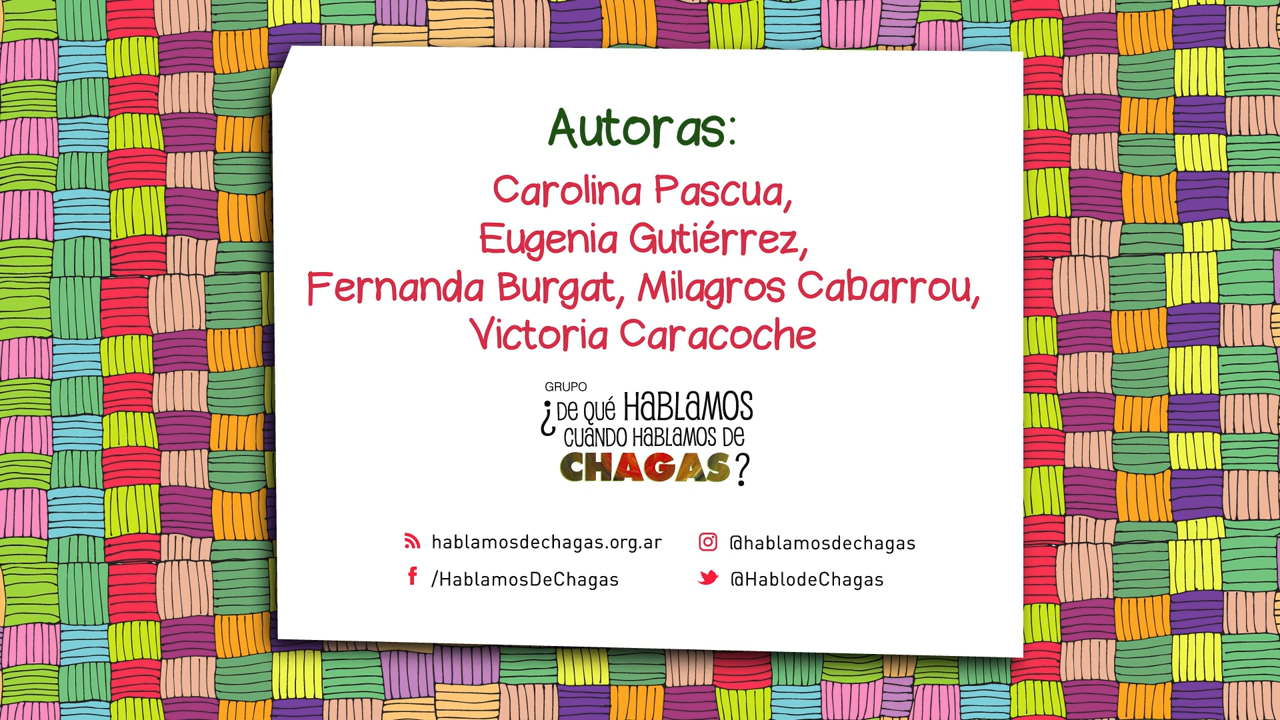 Autoras:
Carolina Pascua,
Eugenia Gutiérrez,
Fernanda Burgat, Milagros Cabarrou,
Victoria Caracoche
GRUPO
¿DE QUÉ HABLAMOS
CUANDO HABLAMOS DE
CHAGAS?
hablamosdechagas.org.ar
@hablamosdechagas
/HablamosDeChagas
@HablodeChagas